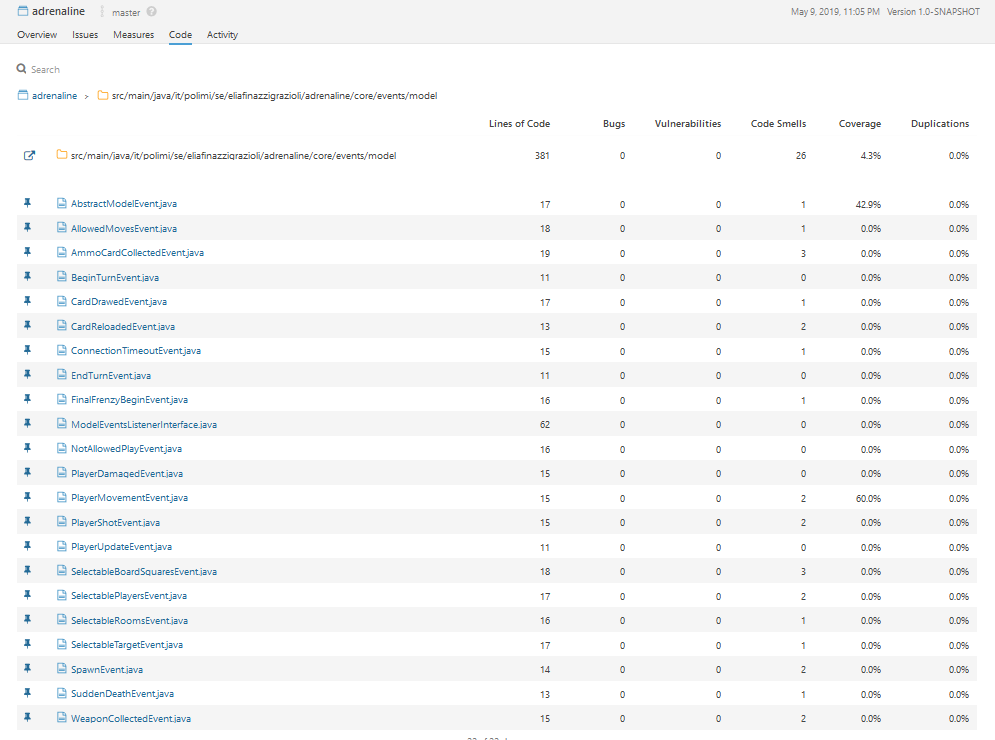 adrenaline master ? May 9, 2019, 11:05 PM Version 1.0-SNAPSHOT
Overview Issues Measures Code Activity
Search
adrenaline > src/main/java/it/polimi/se/eliafinazzigrazioli/adrenaline/core/events/model
Lines of Code Bugs Vulnerabilities Code Smells Coverage Duplications
src/main/java/it/polimi/se/eliafinazzigrazioli/adrenaline/core/events/model 381 0 0 26 4.3% 0.0%
AbstractModelEvent.java 17 0 0 1 42.9% 0.0%
AllowedMovesEvent.java 18 0 0 1 0.0% 0.0%
AmmoCardCollectedEvent.java 19 0 0 3 0.0% 0.0%
BeginTurnEvent.java 11 0 0 0 0.0% 0.0%
CardDrawedEvent.java 17 0 0 1 0.0% 0.0%
CardReloadedEvent.java 13 0 0 2 0.0% 0.0%
ConnectionTimeoutEvent.java 15 0 0 1 0.0% 0.0%
EndTurnEvent.java 11 0 0 0 0.0% 0.0%
FinalFrenzyBeginEvent.java 16 0 0 1 0.0% 0.0%
ModelEventsListenerInterface.java 62 0 0 0 0.0% 0.0%
NotAllowedPlayEvent.java 16 0 0 0 0.0% 0.0%
PlayerDamagedEvent.java 15 0 0 0 0.0% 0.0%
PlayerMovementEvent.java 15 0 0 2 60.0% 0.0%
PlayerShotEvent.java 15 0 0 2 0.0% 0.0%
PlayerUpdateEvent.java 11 0 0 0 0.0% 0.0%
SelectableBoardSquaresEvent.java 18 0 0 3 0.0% 0.0%
SelectablePlayersEvent.java 17 0 0 2 0.0% 0.0%
SelectableRoomsEvent.java 16 0 0 1 0.0% 0.0%
SelectableTargetEvent.java 17 0 0 1 0.0% 0.0%
SpawnEvent.java 14 0 0 2 0.0% 0.0%
SuddenDeathEvent.java 13 0 0 1 0.0% 0.0%
WeaponCollectedEvent.java 15 0 0 2 0.0% 0.0%